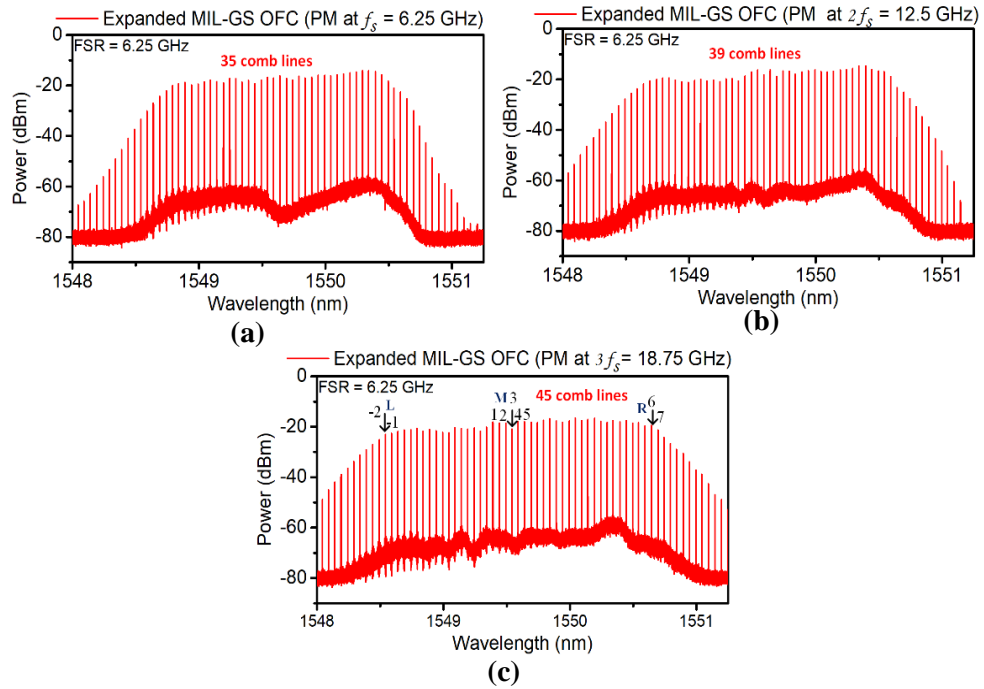 Expanded MIL-GS OFC (PM at fs = 6.25 GHz)
FSR = 6.25 GHz
35 comb lines
Power (dBm)
0
-20
-40
-60
-80
1548 1549 1550 1551
Wavelength (nm)
(a)
Expanded MIL-GS OFC (PM at 2fs = 12.5 GHz)
FSR = 6.25 GHz
39 comb lines
Power (dBm)
0
-20
-40
-60
-80
1548 1549 1550 1551
Wavelength (nm)
(b)
Expanded MIL-GS OFC (PM at 3fs = 18.75 GHz)
FSR = 6.25 GHz
45 comb lines
-2 L -1
M 3
12 45
R 6 7
Power (dBm)
0
-20
-40
-60
-80
1548 1549 1550 1551
Wavelength (nm)
(c)